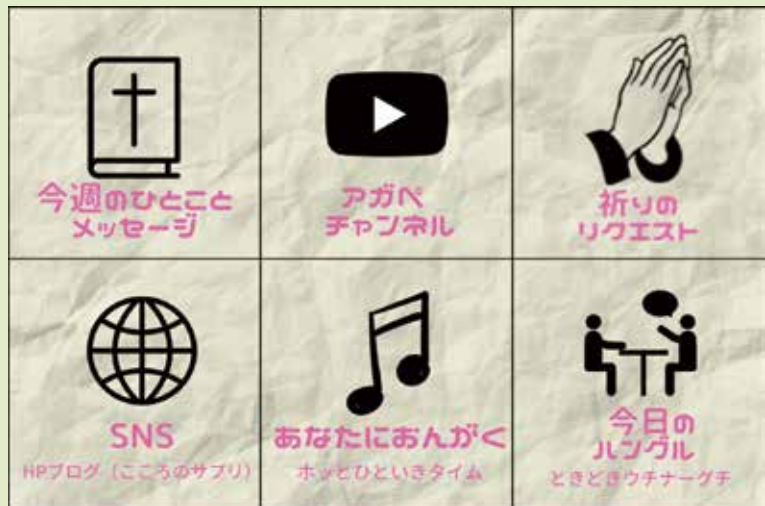 今週のひとこと
メッセージ
アガペ
チャンネル
祈りの
リクエスト
SNS
HPブログ（こころのサプリ）
あなたにおんがく
ホッとひといきタイム
今日の
ハングル
ときどきウチナーグチ